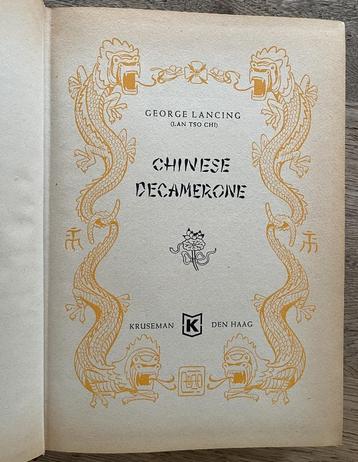 GEORGE LANCING
(LAN TSO CHI)
CHINESE
DECAMERONE
KRUSEMAN K DEN HAAG